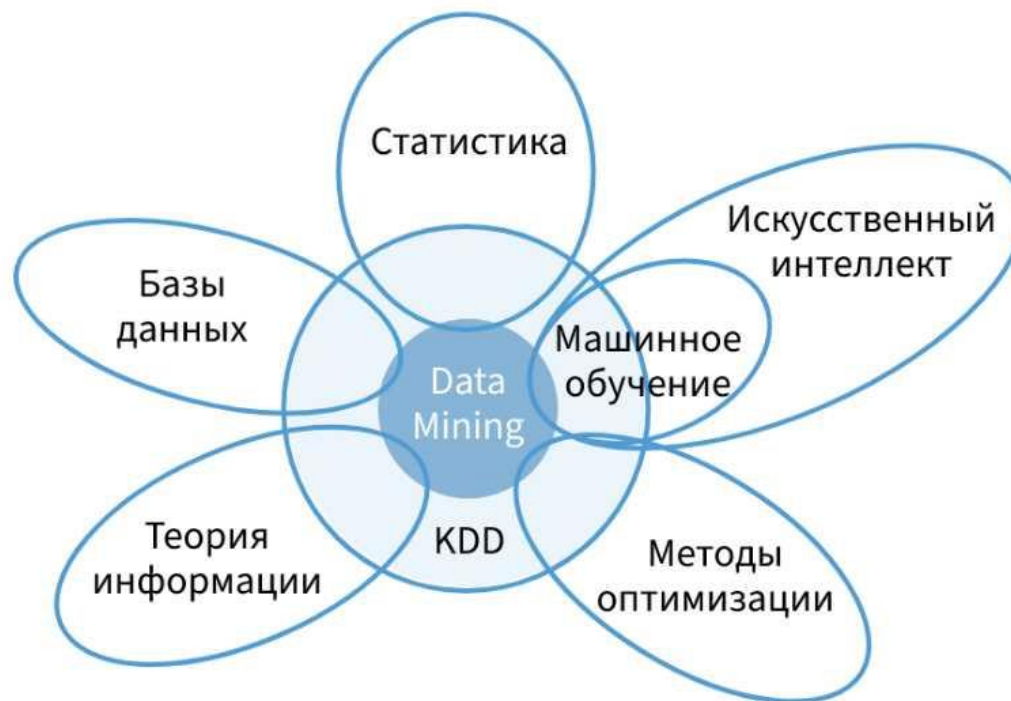 Статистика
Искусственный
интеллект
Базы
данных
Машинное
обучение
Data
Mining
Теория
информации
KDD
Методы
оптимизации